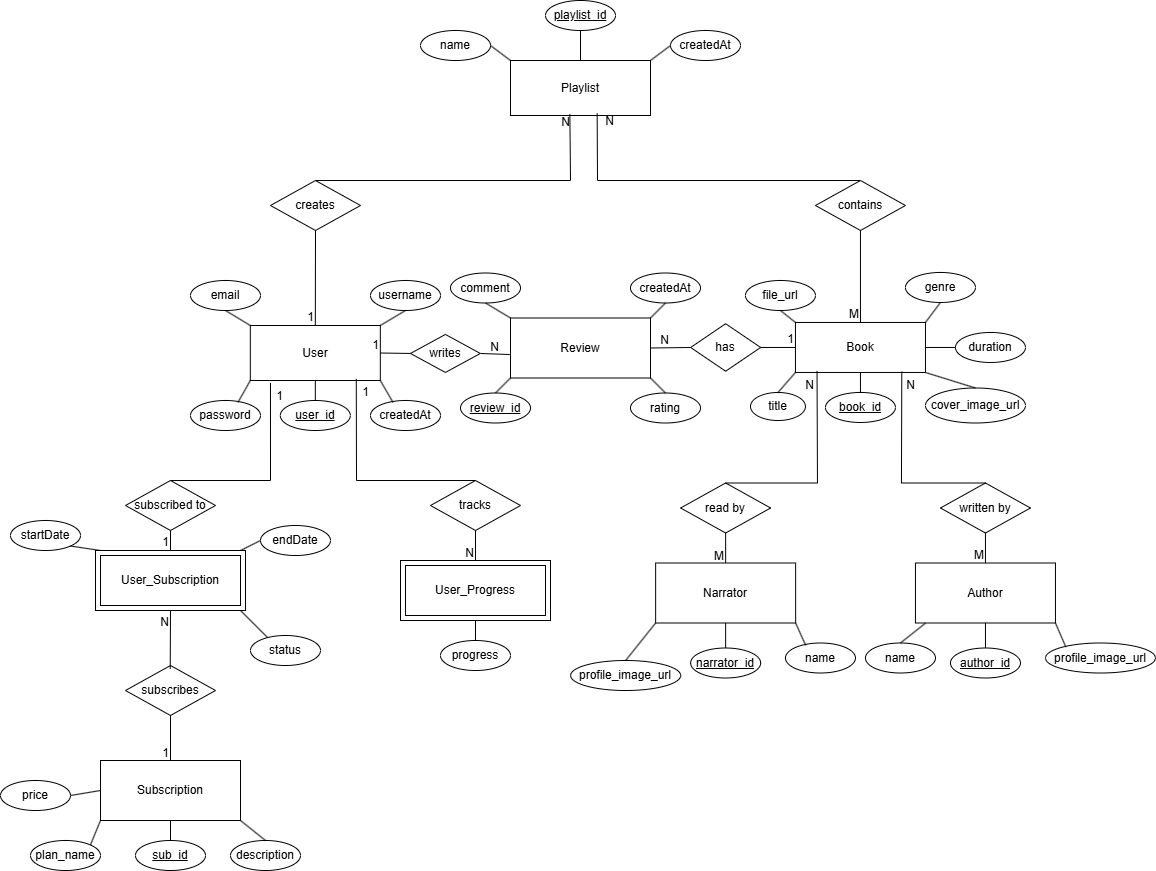 playlist_id
name
createdAt
Playlist
N
N
creates
contains
email
username
comment
createdAt
file_url
genre
1
M
User
1
writes
N
Review
N
has
1
Book
duration
password
1
user_id
1
createdAt
review_id
rating
title
N
book_id
N
cover_image_url
subscribed to
tracks
read by
written by
startDate
1
endDate
N
M
M
User_Subscription
User_Progress
Narrator
Author
N
status
progress
profile_image_url
narrator_id
name
name
author_id
profile_image_url
subscribes
1
price
Subscription
plan_name
sub_id
description